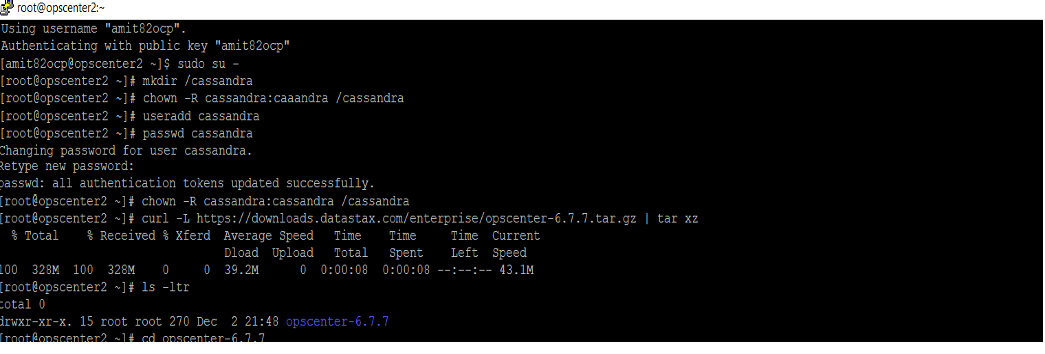 root@opscenter2:~
Using username "amit82ocp".
Authenticating with public key "amit82ocp"
[amit82ocp@opscenter2 ~]$ sudo su -
[root@opscenter2 ~]# mkdir /cassandra
[root@opscenter2 ~]# chown -R cassandra:caaandra /cassandra
[root@opscenter2 ~]# useradd cassandra
[root@opscenter2 ~]# passwd cassandra
Changing password for user cassandra.
Retype new password:
passwd: all authentication tokens updated successfully.
[root@opscenter2 ~]# chown -R cassandra:cassandra /cassandra
[root@opscenter2 ~]# curl -L https://downloads.datastax.com/enterprise/opscenter-6.7.7.tar.gz | tar xz
% Total % Received % Xferd Average Speed Time Time Time Current
Dload Upload Total Spent Left Speed
100 328M 100 328M 0 0 39.2M 0 0:00:08 0:00:08 --:--:-- 43.1M
[root@opscenter2 ~]# ls -ltr
total 0
drwxr-xr-x. 15 root root 270 Dec 2 21:48 opscenter-6.7.7
[root@opscenter2 ~]# cd opscenter-6.7.7